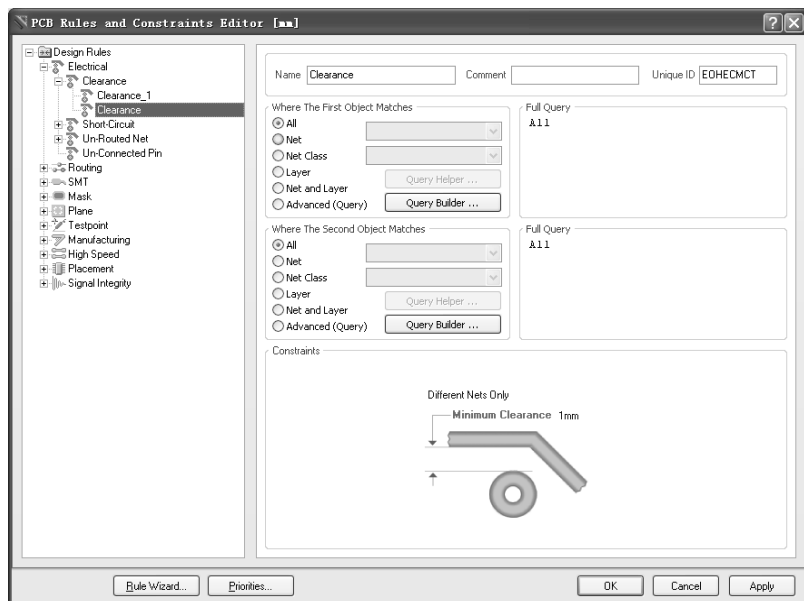 PCB Rules and Constraints Editor [mm]
Design Rules
Electrical
Clearance
Clearance_1
Clearance
Short-Circuit
Un-Routed Net
Un-Connected Pin
Routing
SMT
Mask
Plane
Testpoint
Manufacturing
High Speed
Placement
Signal Integrity
Name Clearance Comment Unique ID EOHECMCT
Where The First Object Matches
All
Net
Net Class
Layer
Net and Layer
Advanced (Query)
Query Helper ...
Query Builder ...
Full Query
All
Where The Second Object Matches
All
Net
Net Class
Layer
Net and Layer
Advanced (Query)
Query Helper ...
Query Builder ...
Full Query
All
Constraints
Different Nets Only
Minimum Clearance 1mm
Rule Wizard... Priorities... OK Cancel Apply